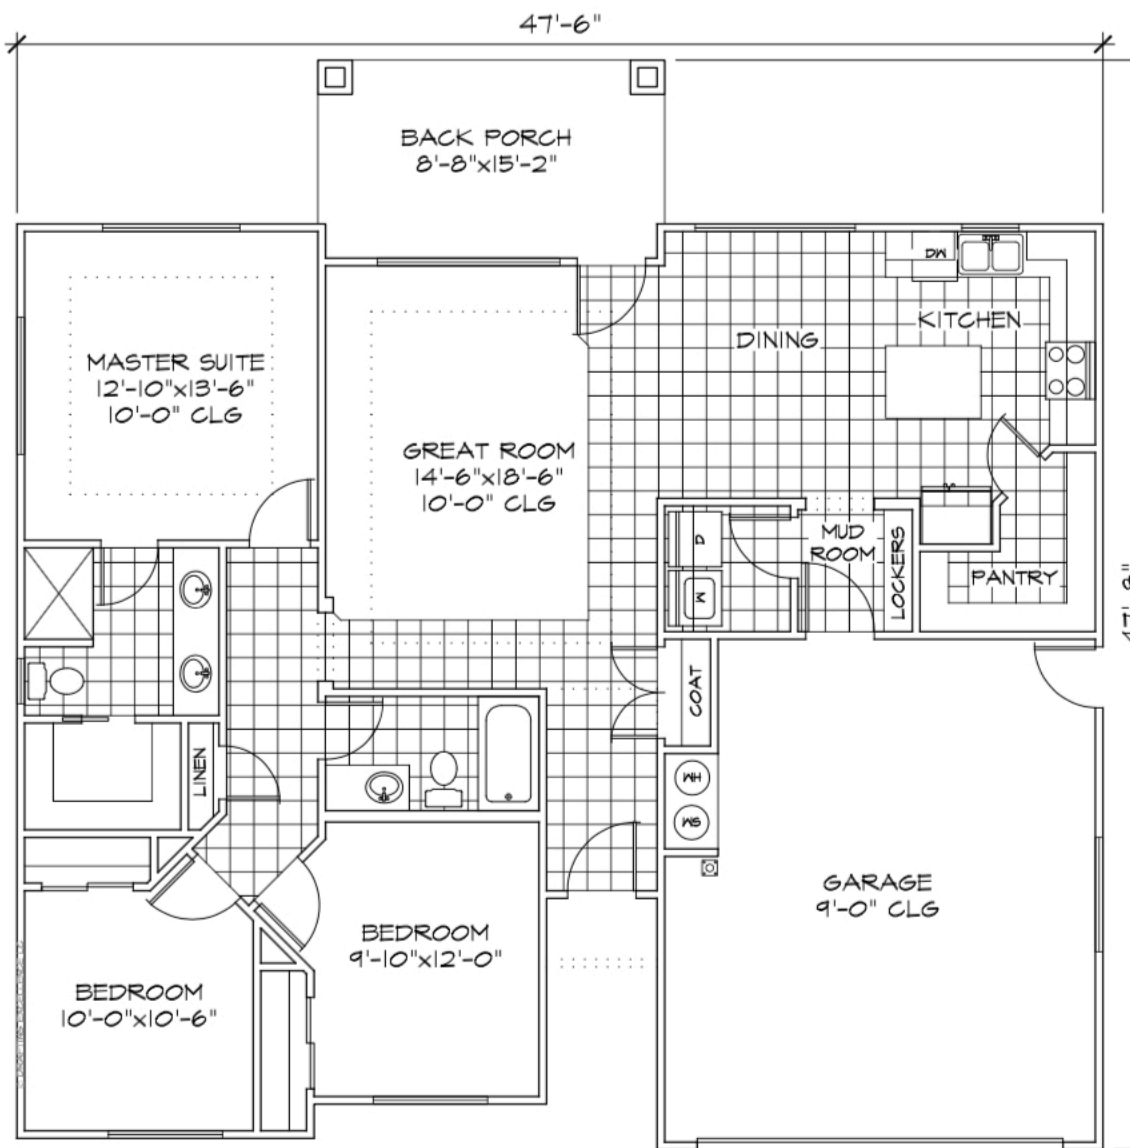 47'-6"
BACK PORCH
8'-8"x15'-2"
DW
KITCHEN
DINING
MASTER SUITE
12'-10"x13'-6"
10'-0" CLG
GREAT ROOM
14'-6"x18'-6"
10'-0" CLG
D
MUD
ROOM
LOCKERS
PANTRY
W
COAT
LINEN
WH
WS
GARAGE
9'-0" CLG
BEDROOM
9'-10"x12'-0"
BEDROOM
10'-0"x10'-6"